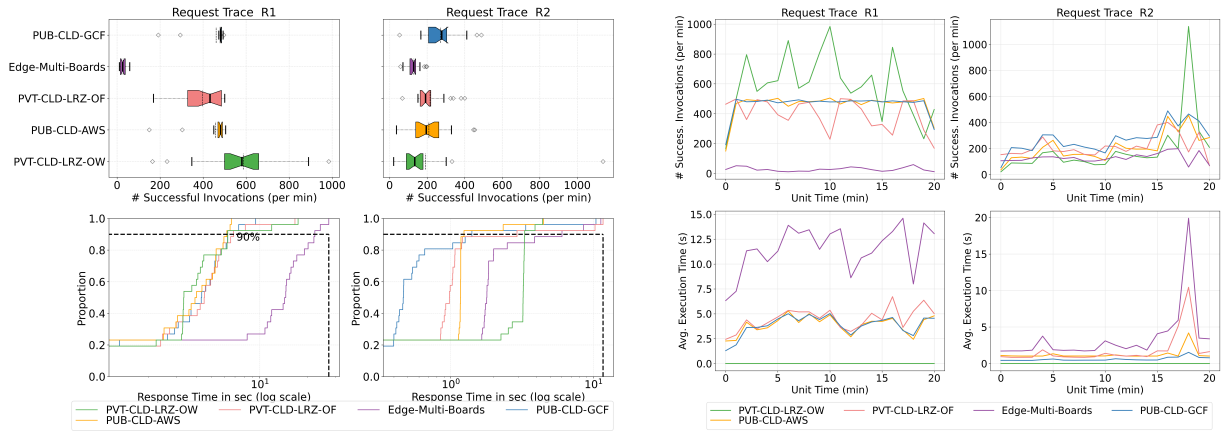 Request Trace  R1
PUB-CLD-GCF
Edge-Multi-Boards
PVT-CLD-LRZ-OF
PUB-CLD-AWS
PVT-CLD-LRZ-OW
0 200 400 600 800 1000
# Successful Invocations (per min)
Request Trace  R2
0 200 400 600 800 1000
# Successful Invocations (per min)
1.0
0.8
0.6
0.4
0.2
0.0
Proportion
90%
10¹
Response Time in sec (log scale)
1.0
0.8
0.6
0.4
0.2
0.0
Proportion
10⁰ 10¹
Response Time in sec (log scale)
PVT-CLD-LRZ-OW PVT-CLD-LRZ-OF Edge-Multi-Boards PUB-CLD-GCF
PUB-CLD-AWS
Request Trace  R1
# Success. Invocations (per min)
1000
800
600
400
200
0
0 5 10 15 20
Unit Time (min)
Request Trace  R2
# Success. Invocations (per min)
1000
800
600
400
200
0
0 5 10 15 20
Unit Time (min)
Avg. Execution Time (s)
15.0
12.5
10.0
7.5
5.0
2.5
0.0
0 5 10 15 20
Unit Time (min)
Avg. Execution Time (s)
20
15
10
5
0
0 5 10 15 20
Unit Time (min)
PVT-CLD-LRZ-OW PVT-CLD-LRZ-OF Edge-Multi-Boards PUB-CLD-GCF
PUB-CLD-AWS